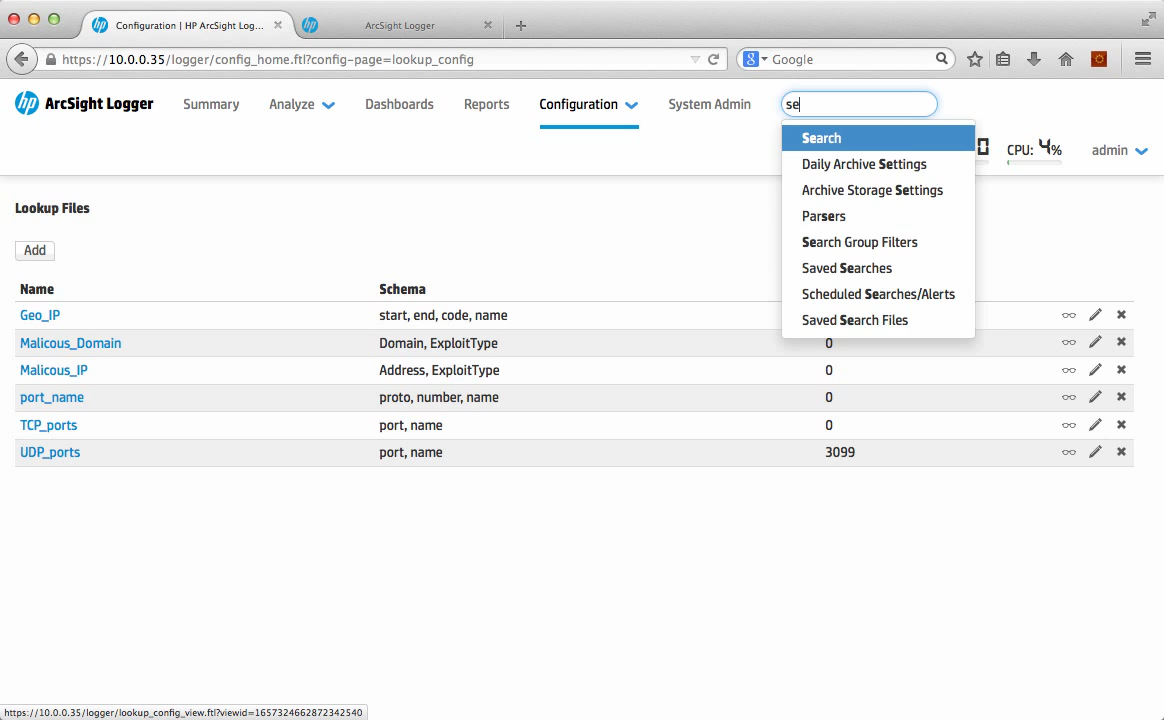 Configuration | HP ArcSight Log...
ArcSight Logger
https://10.0.0.35/logger/config_home.ftl?config-page=lookup_config
8
Google
hp ArcSight Logger
Summary
Analyze
Dashboards
Reports
Configuration
System Admin
se
Search
Daily Archive Settings
Archive Storage Settings
Parsers
Search Group Filters
Saved Searches
Scheduled Searches/Alerts
Saved Search Files
0
CPU: 4%
admin
Lookup Files
Add
Name Schema
Geo_IP start, end, code, name
Malicous_Domain Domain, ExploitType 0
Malicous_IP Address, ExploitType 0
port_name proto, number, name 0
TCP_ports port, name 0
UDP_ports port, name 3099
https://10.0.0.35/logger/lookup_config_view.ftl?viewid=1657324662872342540